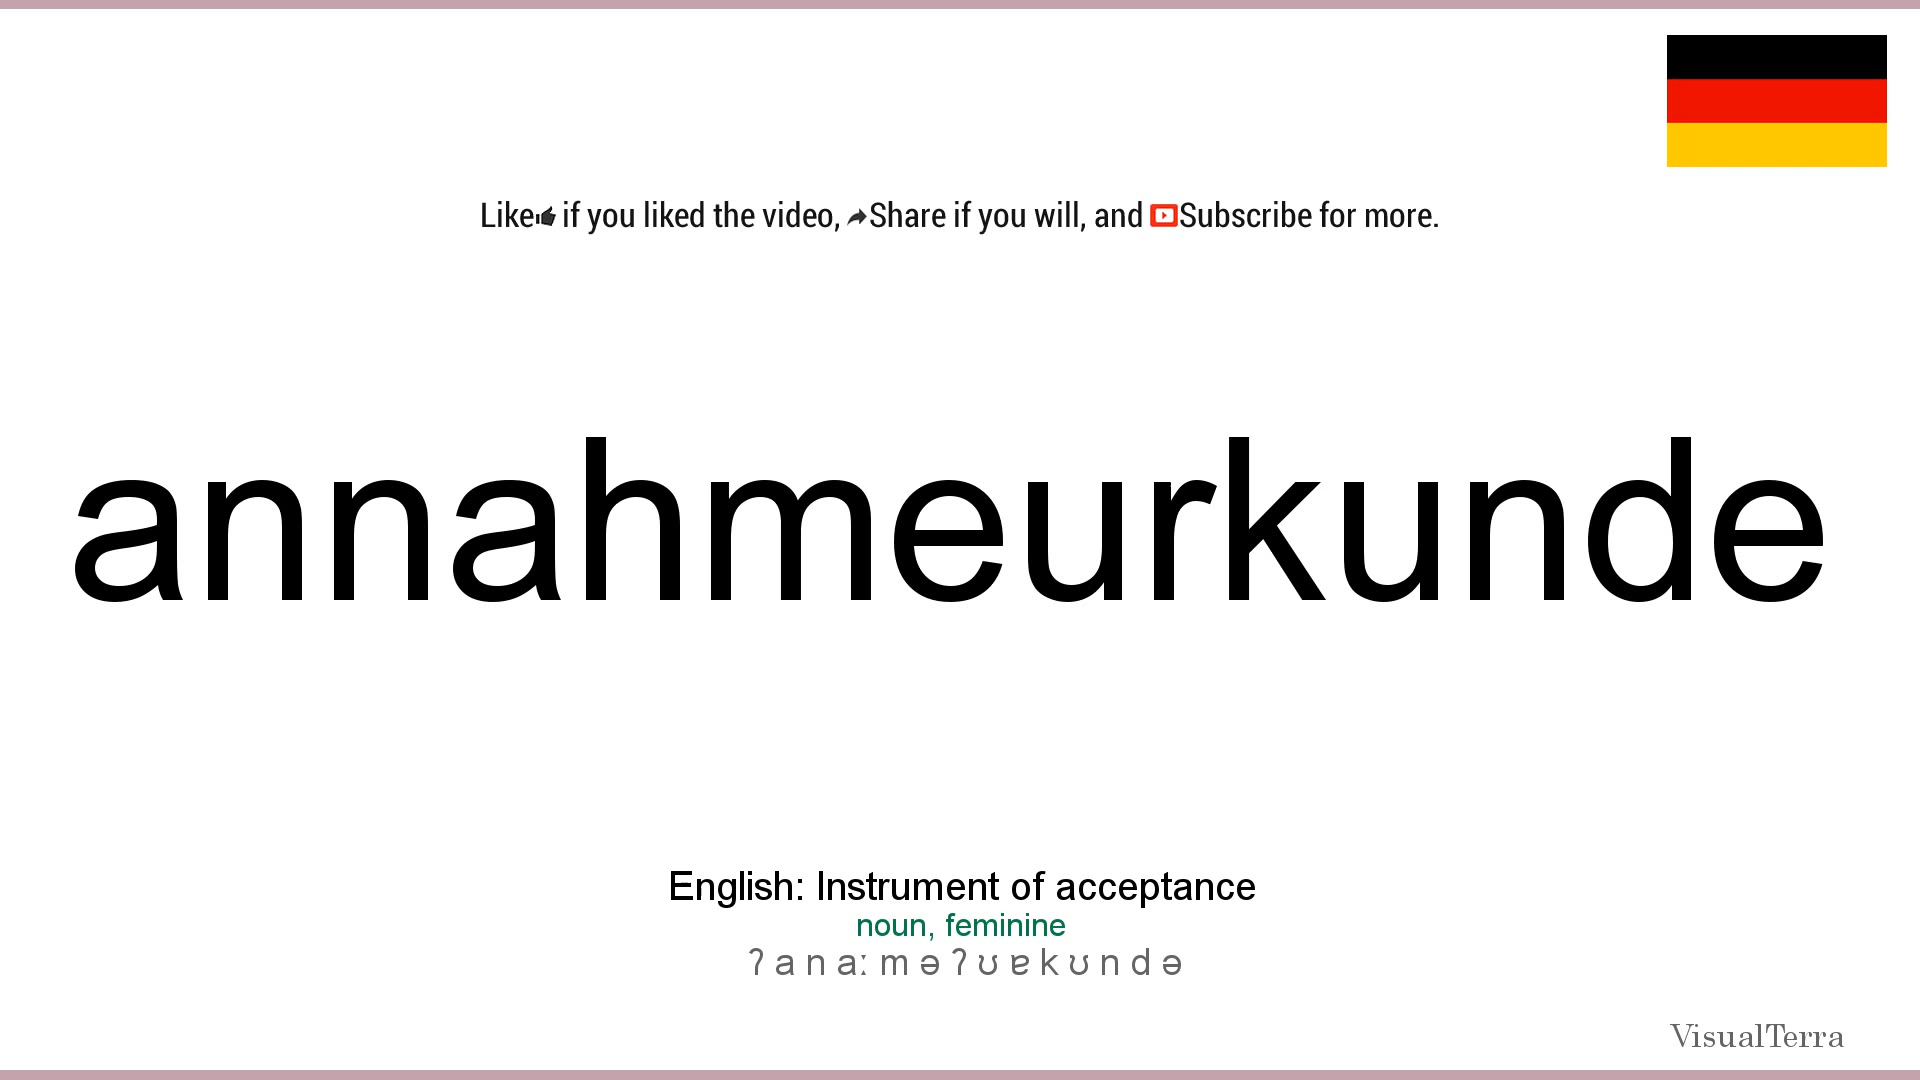 Like if you liked the video, Share if you will, and Subscribe for more.
annahmeurkunde
English: Instrument of acceptance
noun, feminine
ʔ a n aː m ə ʔ ʊ ɐ k ʊ n d ə
VisualTerra